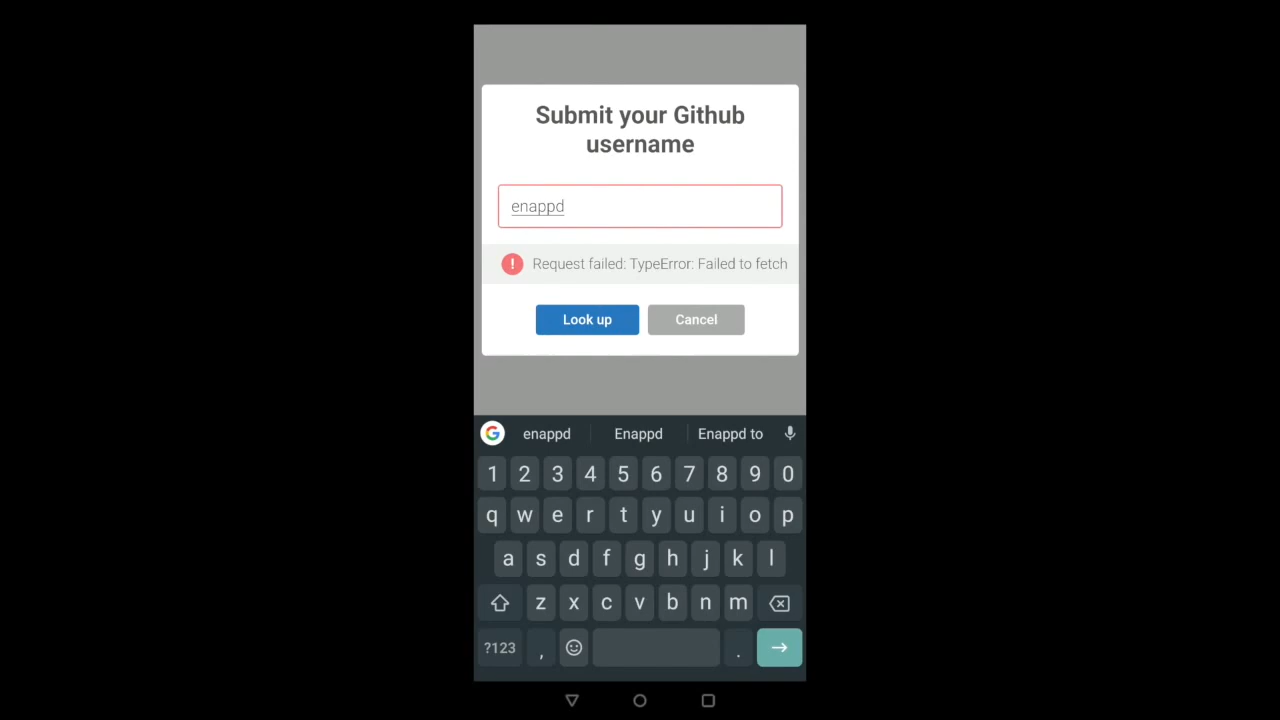 Submit your Github
username
enappd
! Request failed: TypeError: Failed to fetch
Look up Cancel
G enappd Enappd Enappd to
1 2 3 4 5 6 7 8 9 0
q w e r t y u i o p
a s d f g h j k l
z x c v b n m
?123 , .